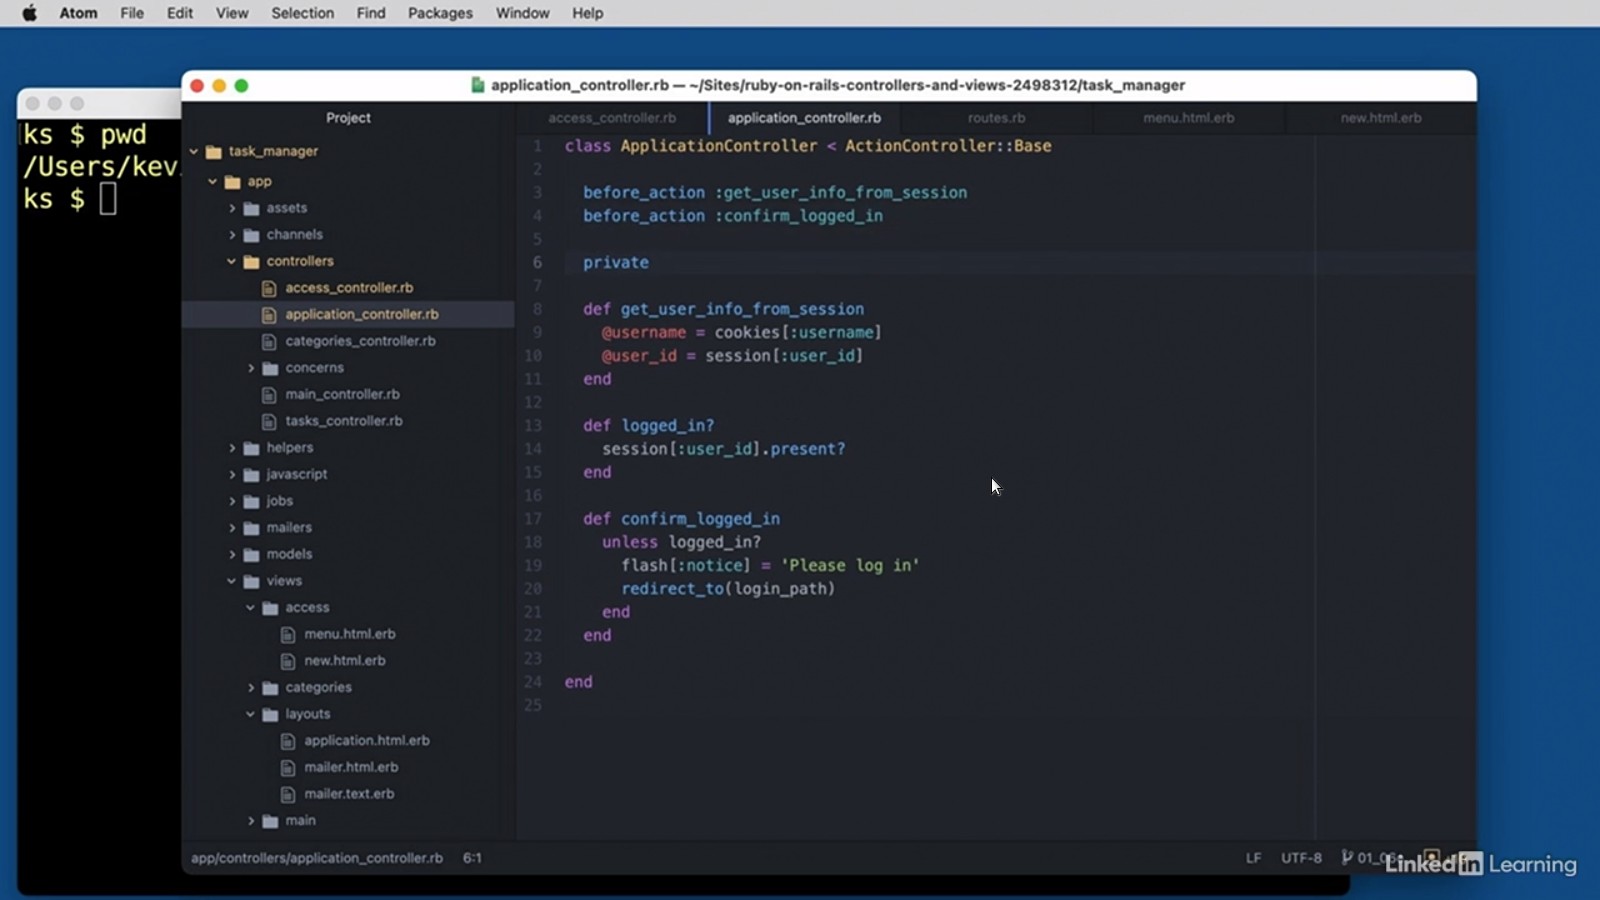 Atom File Edit View Selection Find Packages Window Help
application_controller.rb — ~/Sites/ruby-on-rails-controllers-and-views-2498312/task_manager
ks $ pwd
/Users/kev
ks $
Project
task_manager
app
assets
channels
controllers
access_controller.rb
application_controller.rb
categories_controller.rb
concerns
main_controller.rb
tasks_controller.rb
helpers
javascript
jobs
mailers
models
views
access
menu.html.erb
new.html.erb
categories
layouts
application.html.erb
mailer.html.erb
mailer.text.erb
main
access_controller.rb application_controller.rb routes.rb menu.html.erb new.html.erb
1 class ApplicationController < ActionController::Base
2
3 before_action :get_user_info_from_session
4 before_action :confirm_logged_in
5
6 private
7
8 def get_user_info_from_session
9 @username = cookies[:username]
10 @user_id = session[:user_id]
11 end
12
13 def logged_in?
14 session[:user_id].present?
15 end
16
17 def confirm_logged_in
18 unless logged_in?
19 flash[:notice] = 'Please log in'
20 redirect_to(login_path)
21 end
22 end
23
24 end
25
app/controllers/application_controller.rb 6:1 LF UTF-8
LinkedIn Learning